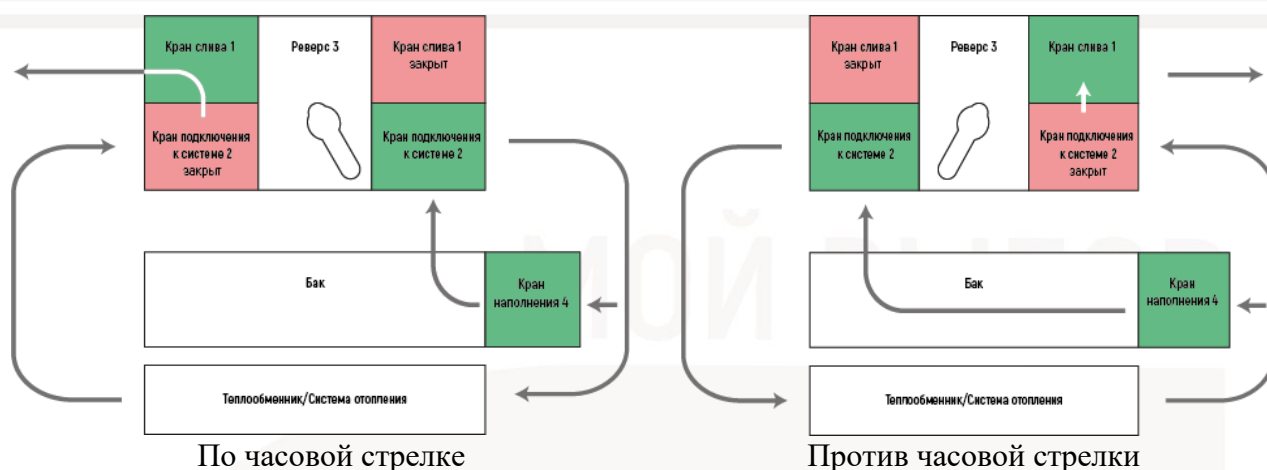 Кран слива 1
Реверс 3
Кран слива 1
закрыт
Кран подключения
к системе 2
закрыт
Кран подключения
к системе 2
Бак
Кран
наполнения 4
Теплообменник/Система отопления
По часовой стрелке
Кран слива 1
закрыт
Реверс 3
Кран слива 1
Кран подключения
к системе 2
Кран подключения
к системе 2
закрыт
Бак
Кран
наполнения 4
Теплообменник/Система отопления
Против часовой стрелки
МОЙ ВЫБОР